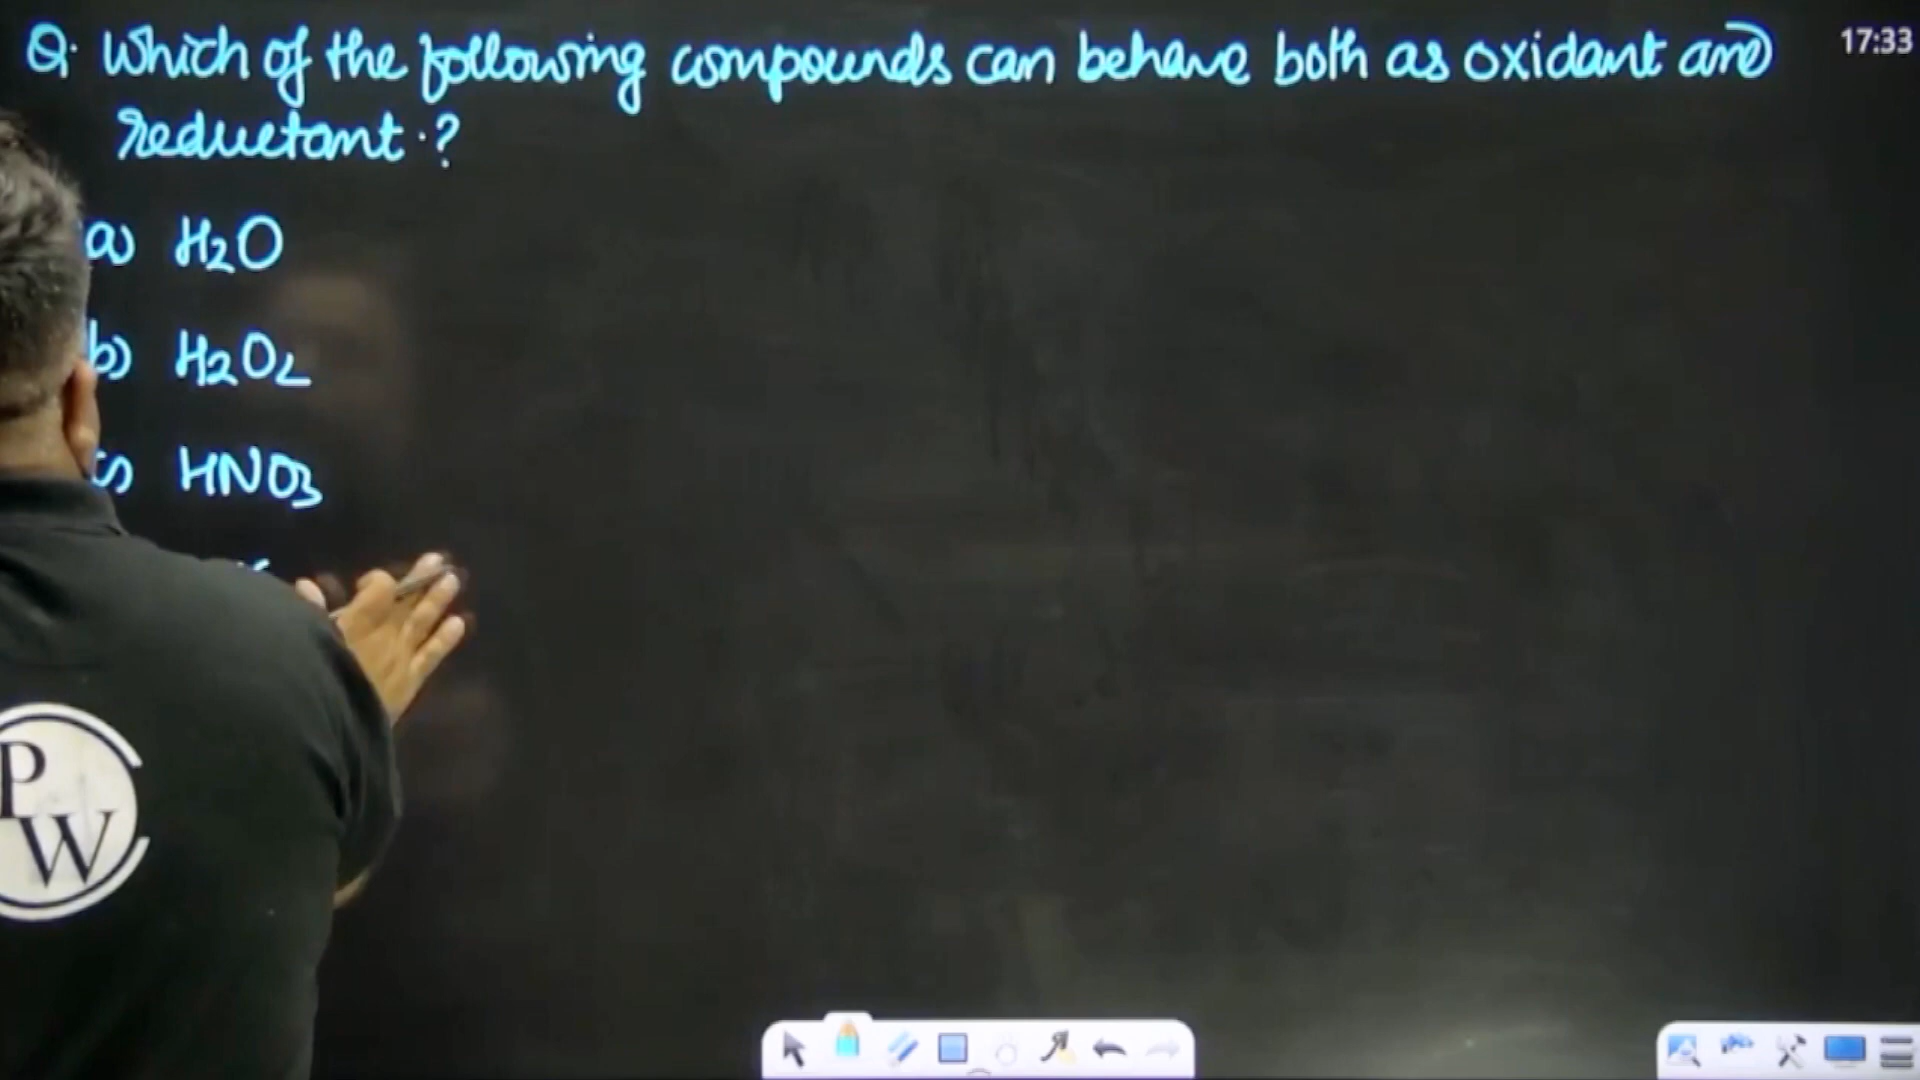 Q. Which of the following compounds can behave both as oxidant and
reductant.?
17:33
a) H2O
b) H2O2
c) HNO3
PW